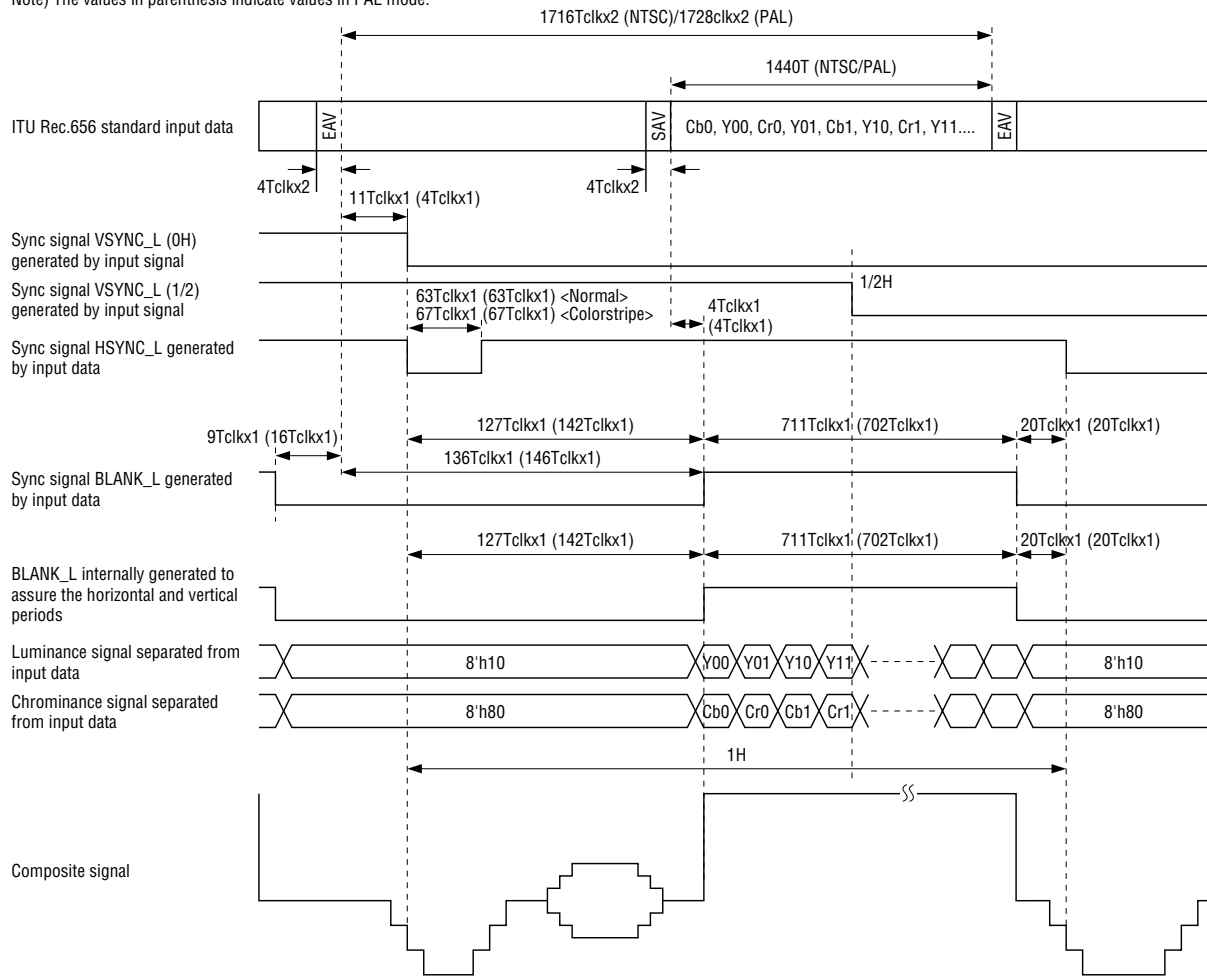 Note) The values in parenthesis indicate values in PAL mode.
1716Tclkx2 (NTSC)/1728clkx2 (PAL)
1440T (NTSC/PAL)
ITU Rec.656 standard input data
EAV
SAV
Cb0, Y00, Cr0, Y01, Cb1, Y10, Cr1, Y11....
EAV
4Tclkx2
4Tclkx2
11Tclkx1 (4Tclkx1)
Sync signal VSYNC_L (0H)
generated by input signal
Sync signal VSYNC_L (1/2)
generated by input signal
1/2H
63Tclkx1 (63Tclkx1) <Normal>
67Tclkx1 (67Tclkx1) <Colorstripe>
4Tclkx1
(4Tclkx1)
Sync signal HSYNC_L generated
by input data
127Tclkx1 (142Tclkx1)
711Tclkx1 (702Tclkx1)
20Tclkx1 (20Tclkx1)
9Tclkx1 (16Tclkx1)
136Tclkx1 (146Tclkx1)
Sync signal BLANK_L generated
by input data
127Tclkx1 (142Tclkx1)
711Tclkx1 (702Tclkx1)
20Tclkx1 (20Tclkx1)
BLANK_L internally generated to
assure the horizontal and vertical
periods
Luminance signal separated from
input data
8'h10
Y00
Y01
Y10
Y11
8'h10
Chrominance signal separated
from input data
8'h80
Cb0
Cr0
Cb1
Cr1
8'h80
1H
Composite signal